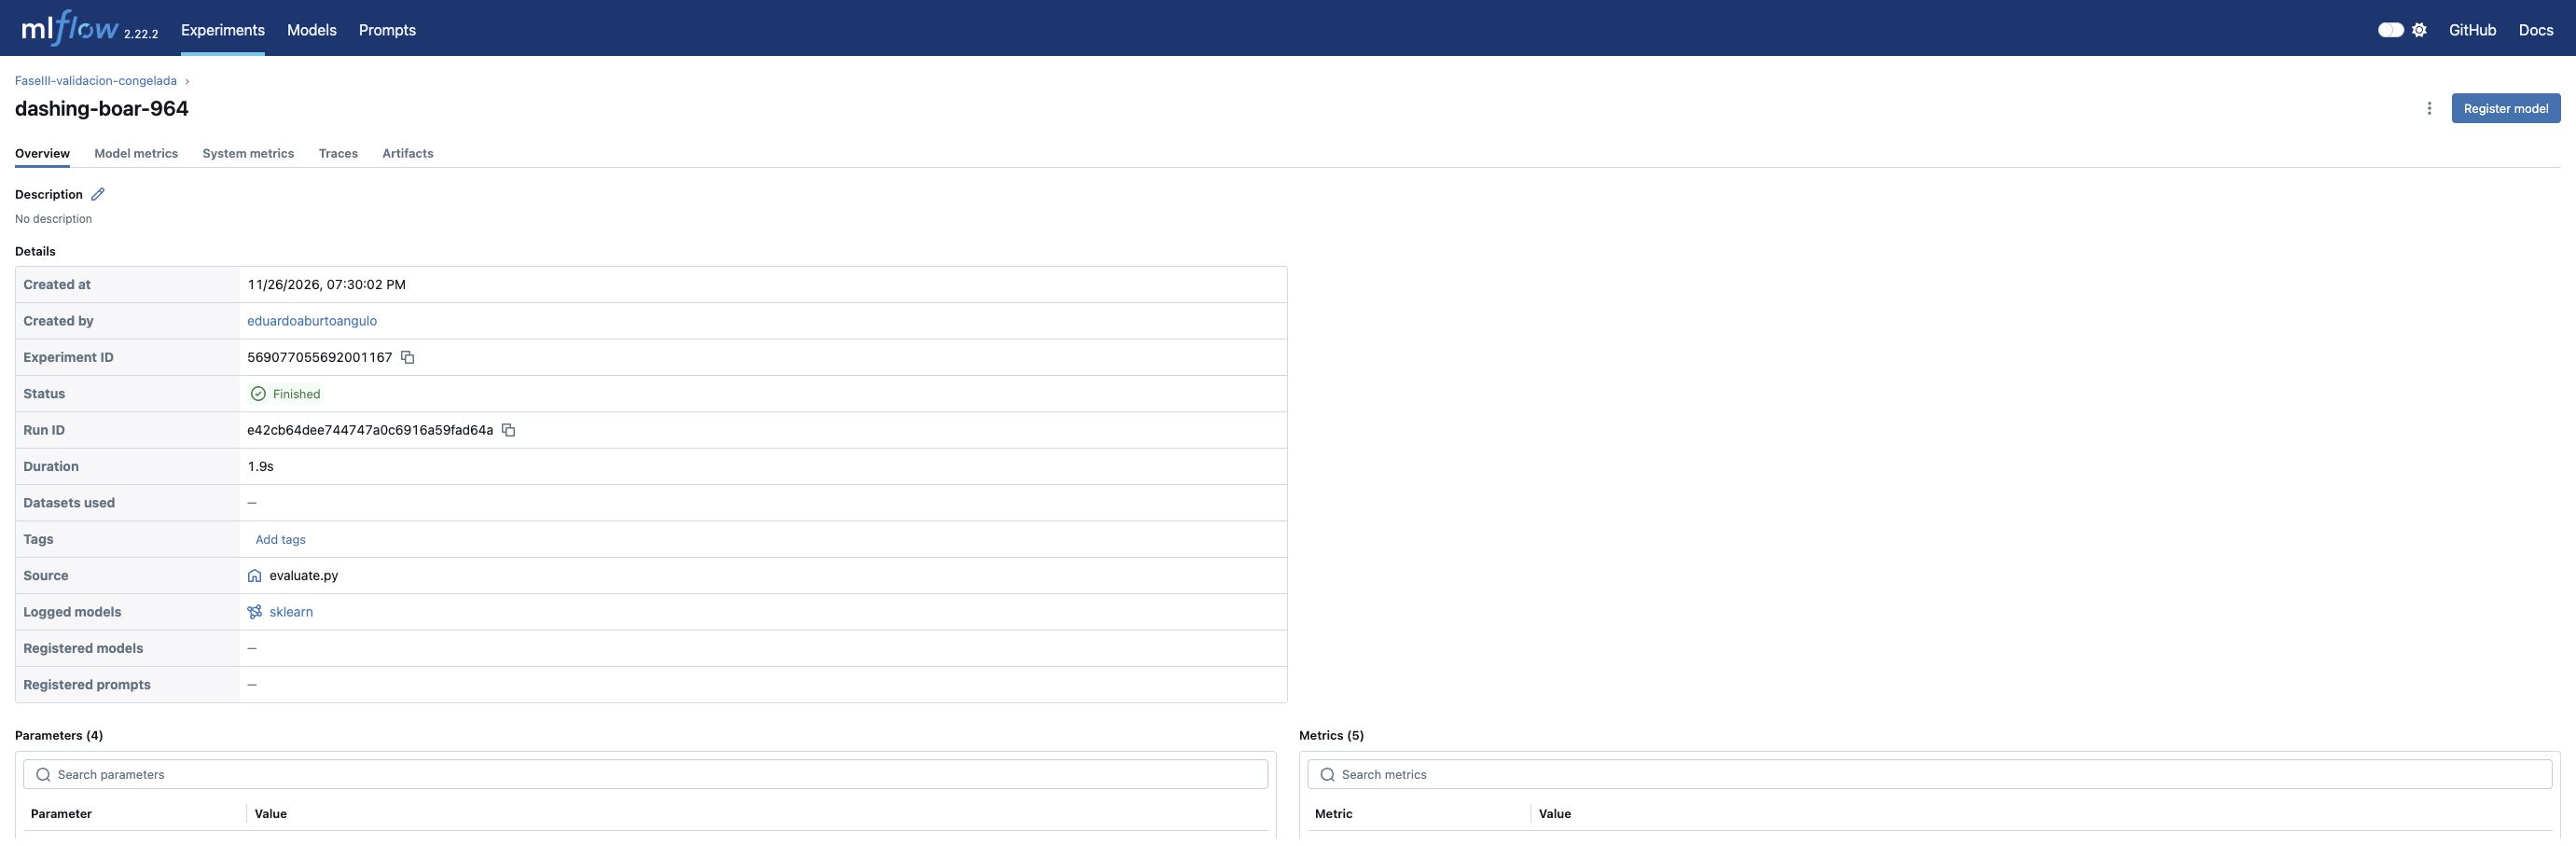 mlflow 2.22.2 Experiments Models Prompts GitHub Docs
FaseIII-validacion-congelada ›
dashing-boar-964
Register model
Overview Model metrics System metrics Traces Artifacts
Description
No description
Details
Created at 11/26/2026, 07:30:02 PM
Created by eduardoaburtoangulo
Experiment ID 569077055692001167
Status Finished
Run ID e42cb64dee744747a0c6916a59fad64a
Duration 1.9s
Datasets used —
Tags Add tags
Source evaluate.py
Logged models sklearn
Registered models —
Registered prompts —
Parameters (4) Metrics (5)
Search parameters Search metrics
Parameter Value Metric Value